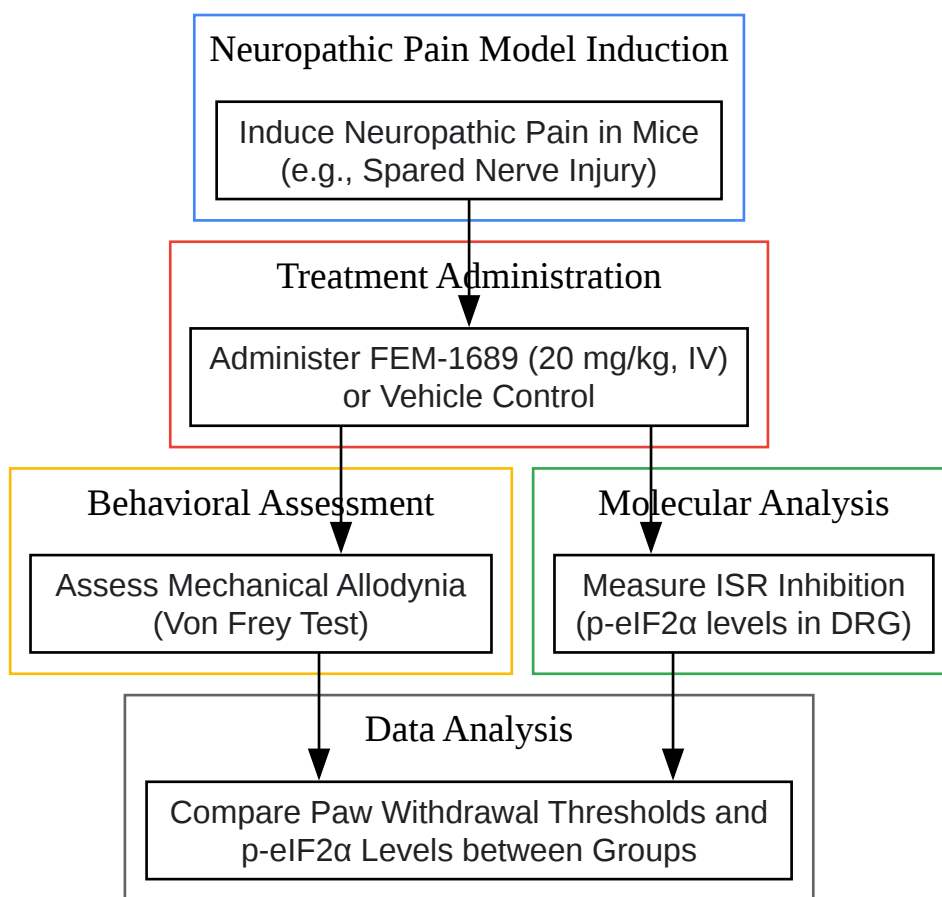 Neuropathic Pain Model Induction
Induce Neuropathic Pain in Mice
(e.g., Spared Nerve Injury)
Treatment Administration
Administer FEM-1689 (20 mg/kg, IV)
or Vehicle Control
Behavioral Assessment
Assess Mechanical Allodynia
(Von Frey Test)
Molecular Analysis
Measure ISR Inhibition
(p-eIF2α levels in DRG)
Data Analysis
Compare Paw Withdrawal Thresholds and
p-eIF2α Levels between Groups